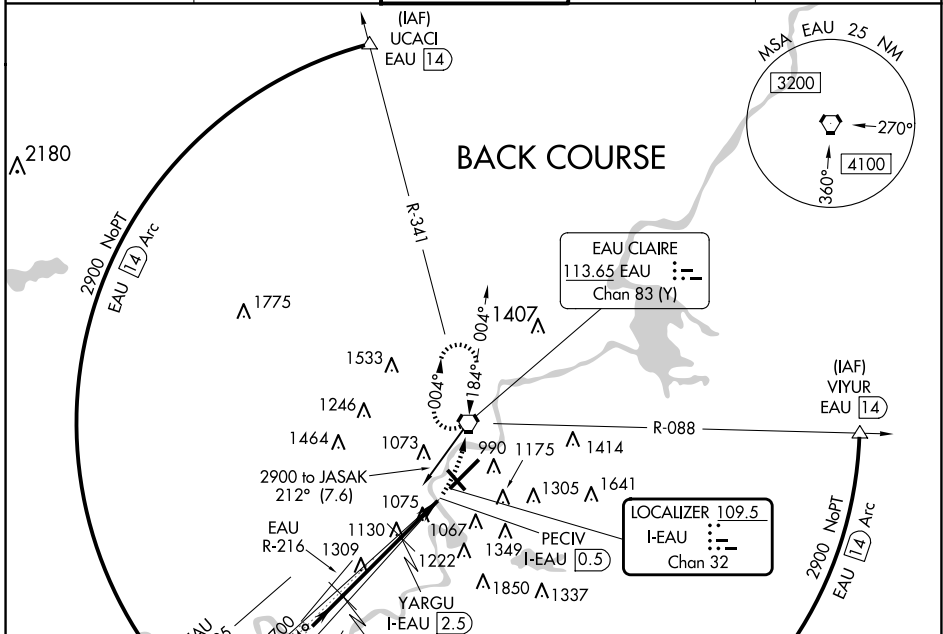 (IAF)
UCACI
EAU 14
MSA EAU 25 NM
3200
270°
4100
360°
2180
BACK COURSE
2900 NoPT
EAU 14 Arc
R-341
EAU CLAIRE
113.65 EAU
Chan 83 (Y)
1775
004°
1407
1533
004°
184°
(IAF)
VIYUR
EAU 14
1246
R-088
1464
1073
990
1175
1414
2900 to JASAK
212° (7.6)
1305
1641
1075
LOCALIZER 109.5
I-EAU
Chan 32
EAU
R-216
1130
1067
PECIV
I-EAU 0.5
1349
1309
1222
2900 NoPT
EAU 14 Arc
1850
1337
YARGU
I-EAU 2.5